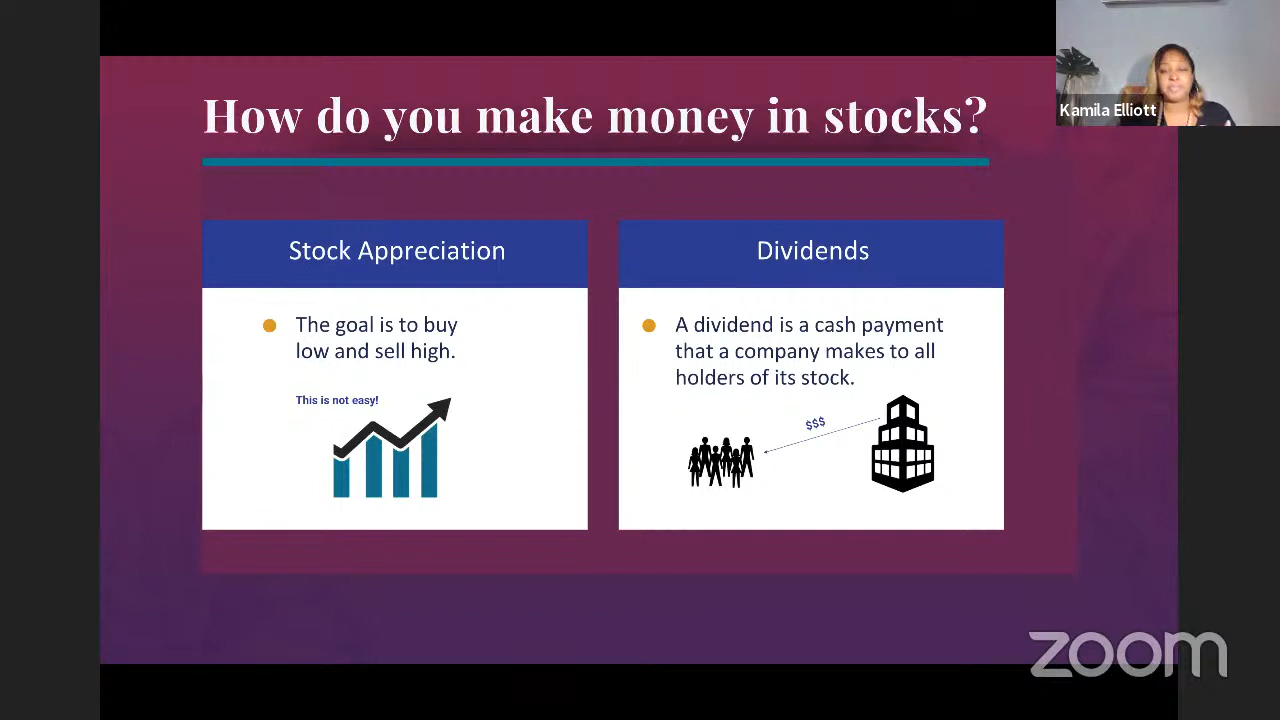 Kamila Elliott
How do you make money in stocks?
Stock Appreciation
The goal is to buy
low and sell high.
This is not easy!
Dividends
A dividend is a cash payment
that a company makes to all
holders of its stock.
$$$
zoom